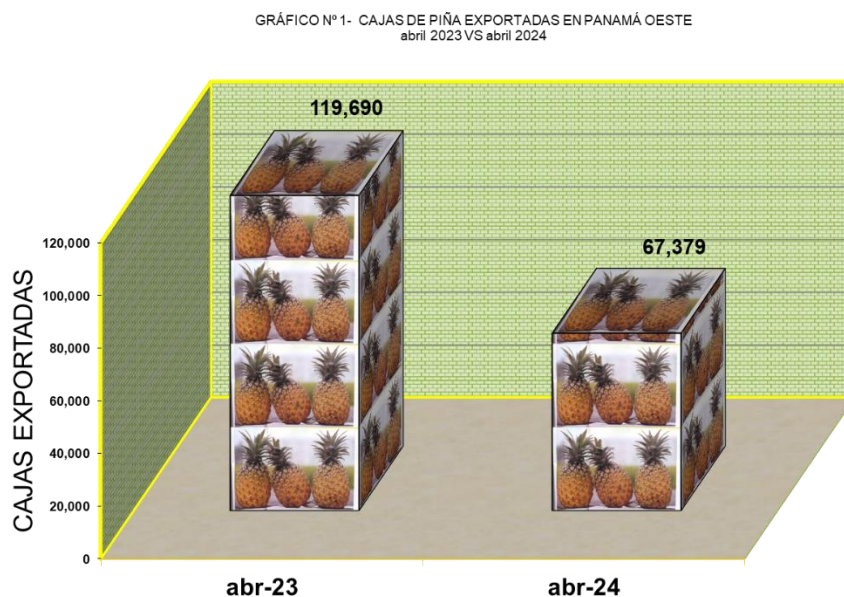 GRÁFICO Nº 1- CAJAS DE PIÑA EXPORTADAS EN PANAMÁ OESTE
abril 2023 VS abril 2024
119,690
67,379
CAJAS EXPORTADAS
120,000
100,000
80,000
60,000
40,000
20,000
0
abr-23
abr-24